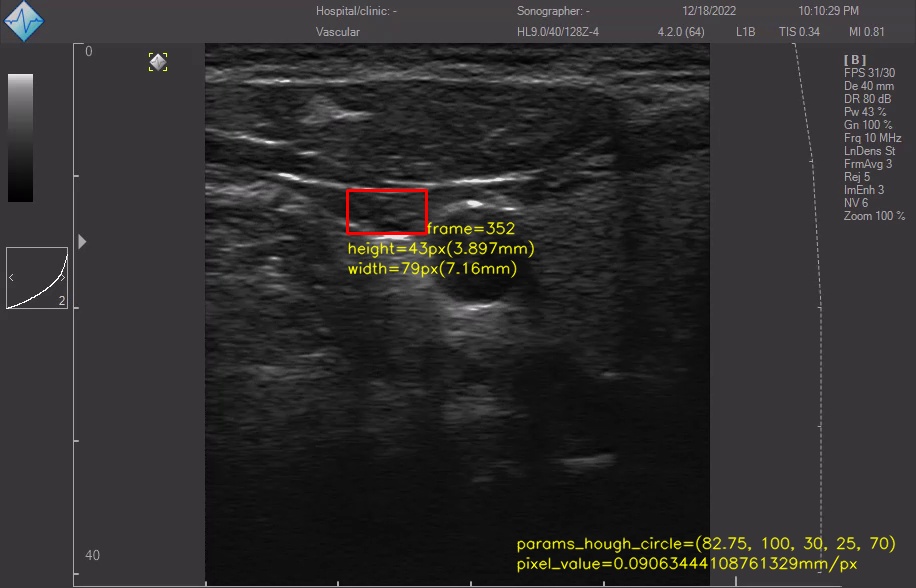 Hospital/clinic: - Sonographer: - 12/18/2022 10:10:29 PM
Vascular HL9.0/40/128Z-4 4.2.0 (64) L1B TIS 0.34 MI 0.81
0
[ B ]
FPS 31/30
De 40 mm
DR 80 dB
Pw 43 %
Gn 100 %
Frq 10 MHz
LnDens St
FrmAvg 3
Rej 5
ImEnh 3
NV 6
Zoom 100 %
frame=352
height=43px(3.897mm)
width=79px(7.16mm)
2
params_hough_circle=(82.75, 100, 30, 25, 70)
40
pixel_value=0.09063444108761329mm/px